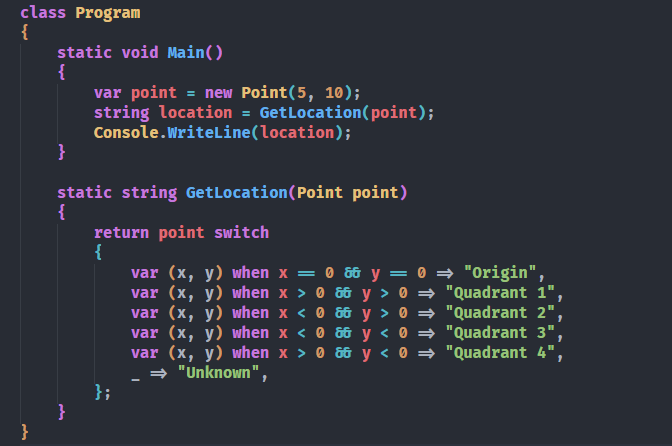 class Program
{
    static void Main()
    {
        var point = new Point(5, 10);
        string location = GetLocation(point);
        Console.WriteLine(location);
    }

    static string GetLocation(Point point)
    {
        return point switch
        {
            var (x, y) when x == 0 && y == 0 => "Origin",
            var (x, y) when x > 0 && y > 0 => "Quadrant 1",
            var (x, y) when x < 0 && y > 0 => "Quadrant 2",
            var (x, y) when x < 0 && y < 0 => "Quadrant 3",
            var (x, y) when x > 0 && y < 0 => "Quadrant 4",
            _ => "Unknown",
        };
    }
}